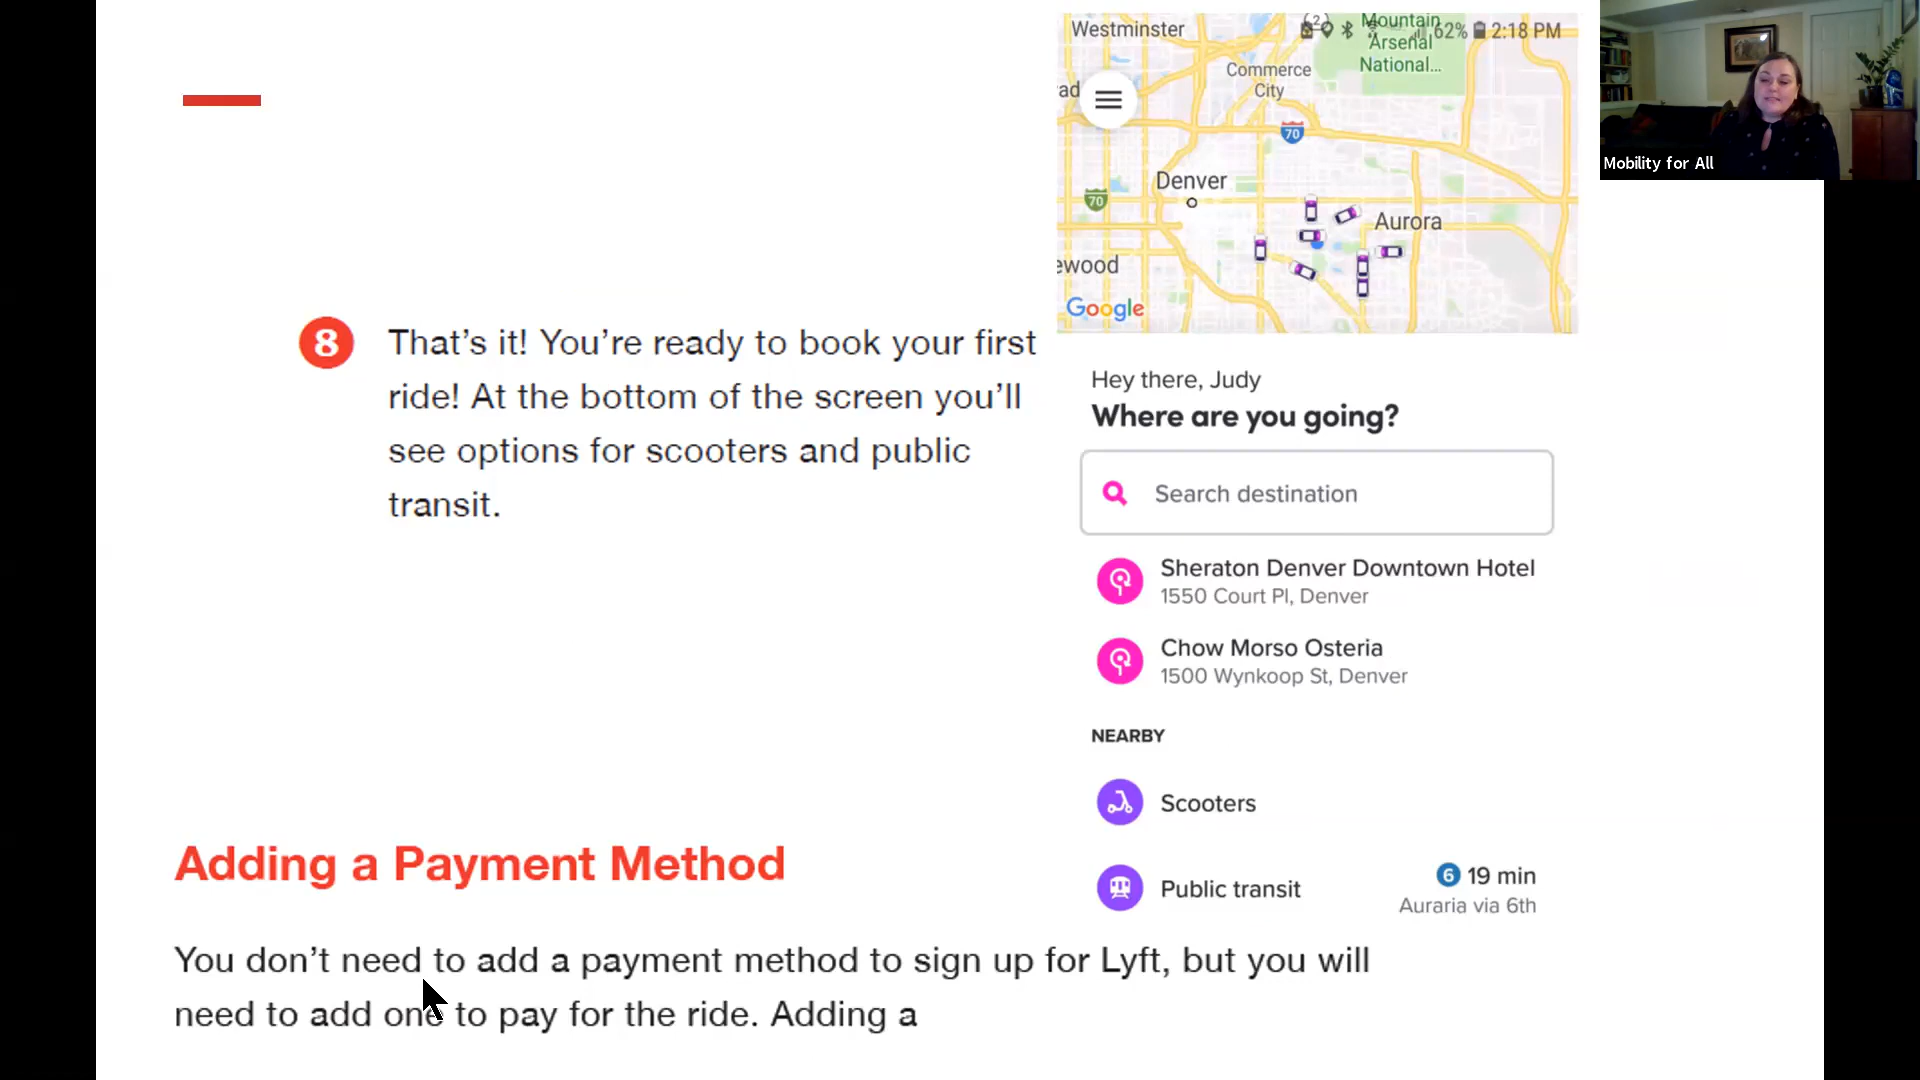 Westminster
Mountain
62% 2:18 PM
Arsenal
National...
Commerce
City
ad
70
Denver
70
Aurora
ewood
Google
Mobility for All
8 That's it! You're ready to book your first
ride! At the bottom of the screen you'll
see options for scooters and public
transit.
Hey there, Judy
Where are you going?
Search destination
Sheraton Denver Downtown Hotel
1550 Court Pl, Denver
Chow Morso Osteria
1500 Wynkoop St, Denver
NEARBY
Scooters
Public transit
6 19 min
Auraria via 6th
Adding a Payment Method
You don't need to add a payment method to sign up for Lyft, but you will
need to add one to pay for the ride. Adding a